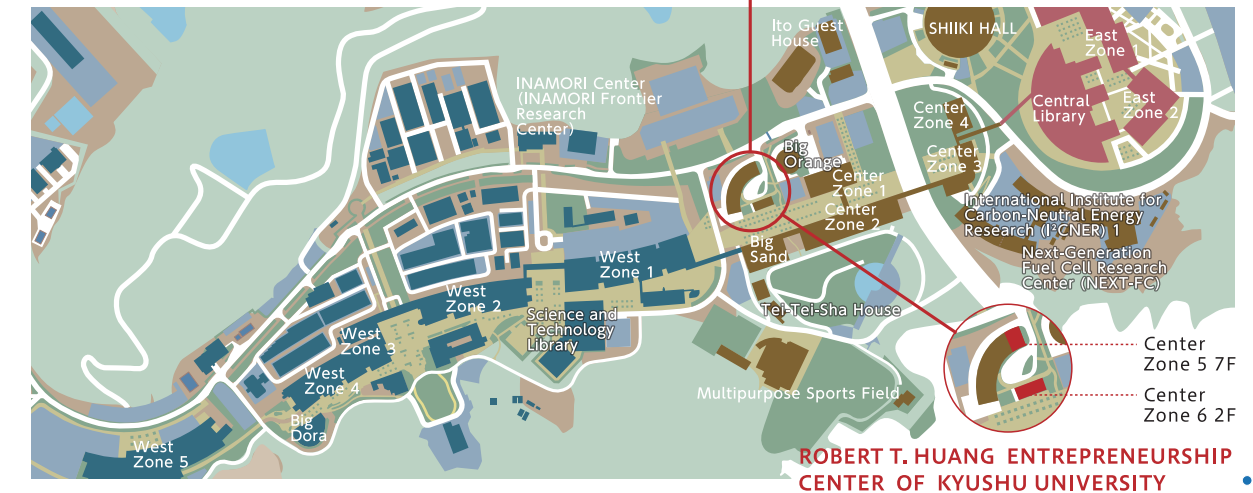 Ito Guest
House
SHIIKI HALL
East
Zone 1
INAMORI Center
(INAMORI Frontier
Research
Center)
Center
Zone 4
Central
Library
East
Zone 2
Big
Orange
Center
Zone 3
Center
Zone 1
Center
Zone 2
International Institute for
Carbon-Neutral Energy
Research (I²CNER) 1
Big
Sand
Next-Generation
Fuel Cell Research
Center (NEXT-FC)
West
Zone 1
West
Zone 2
Science and
Technology
Library
Tei-Tei-Sha House
West
Zone 3
West
Zone 4
Multipurpose Sports Field
Big
Dora
West
Zone 5
Center
Zone 5 7F
Center
Zone 6 2F
ROBERT T. HUANG ENTREPRENEURSHIP
CENTER OF KYUSHU UNIVERSITY